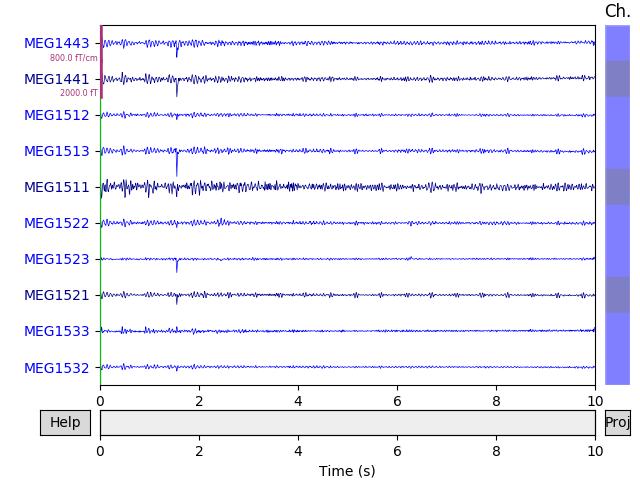 Ch.
MEG1443
800.0 fT/cm
MEG1441
2000.0 fT
MEG1512
MEG1513
MEG1511
MEG1522
MEG1523
MEG1521
MEG1533
MEG1532
0 2 4 6 8 10
Help
Proj
0 2 4 6 8 10
Time (s)